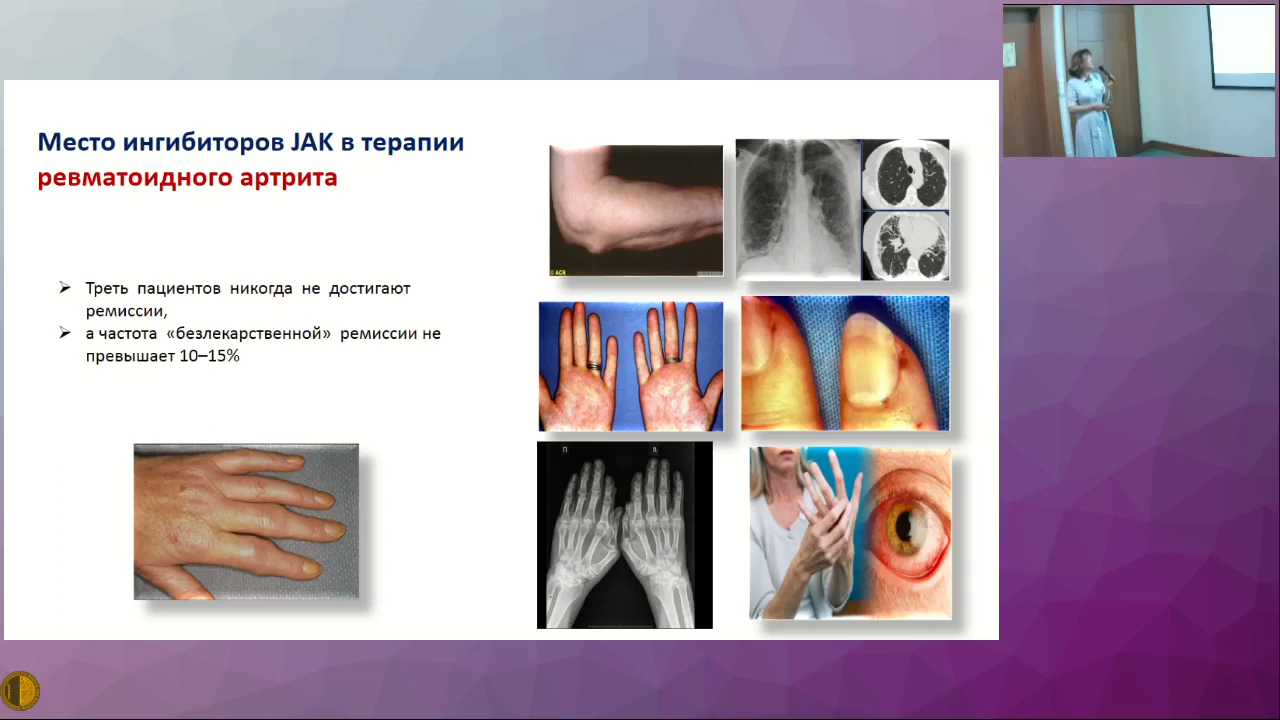 Место ингибиторов JAK в терапии
ревматоидного артрита
Треть пациентов никогда не достигают
ремиссии,
а частота «безлекарственной» ремиссии не
превышает 10–15%
© ACR
П
Л